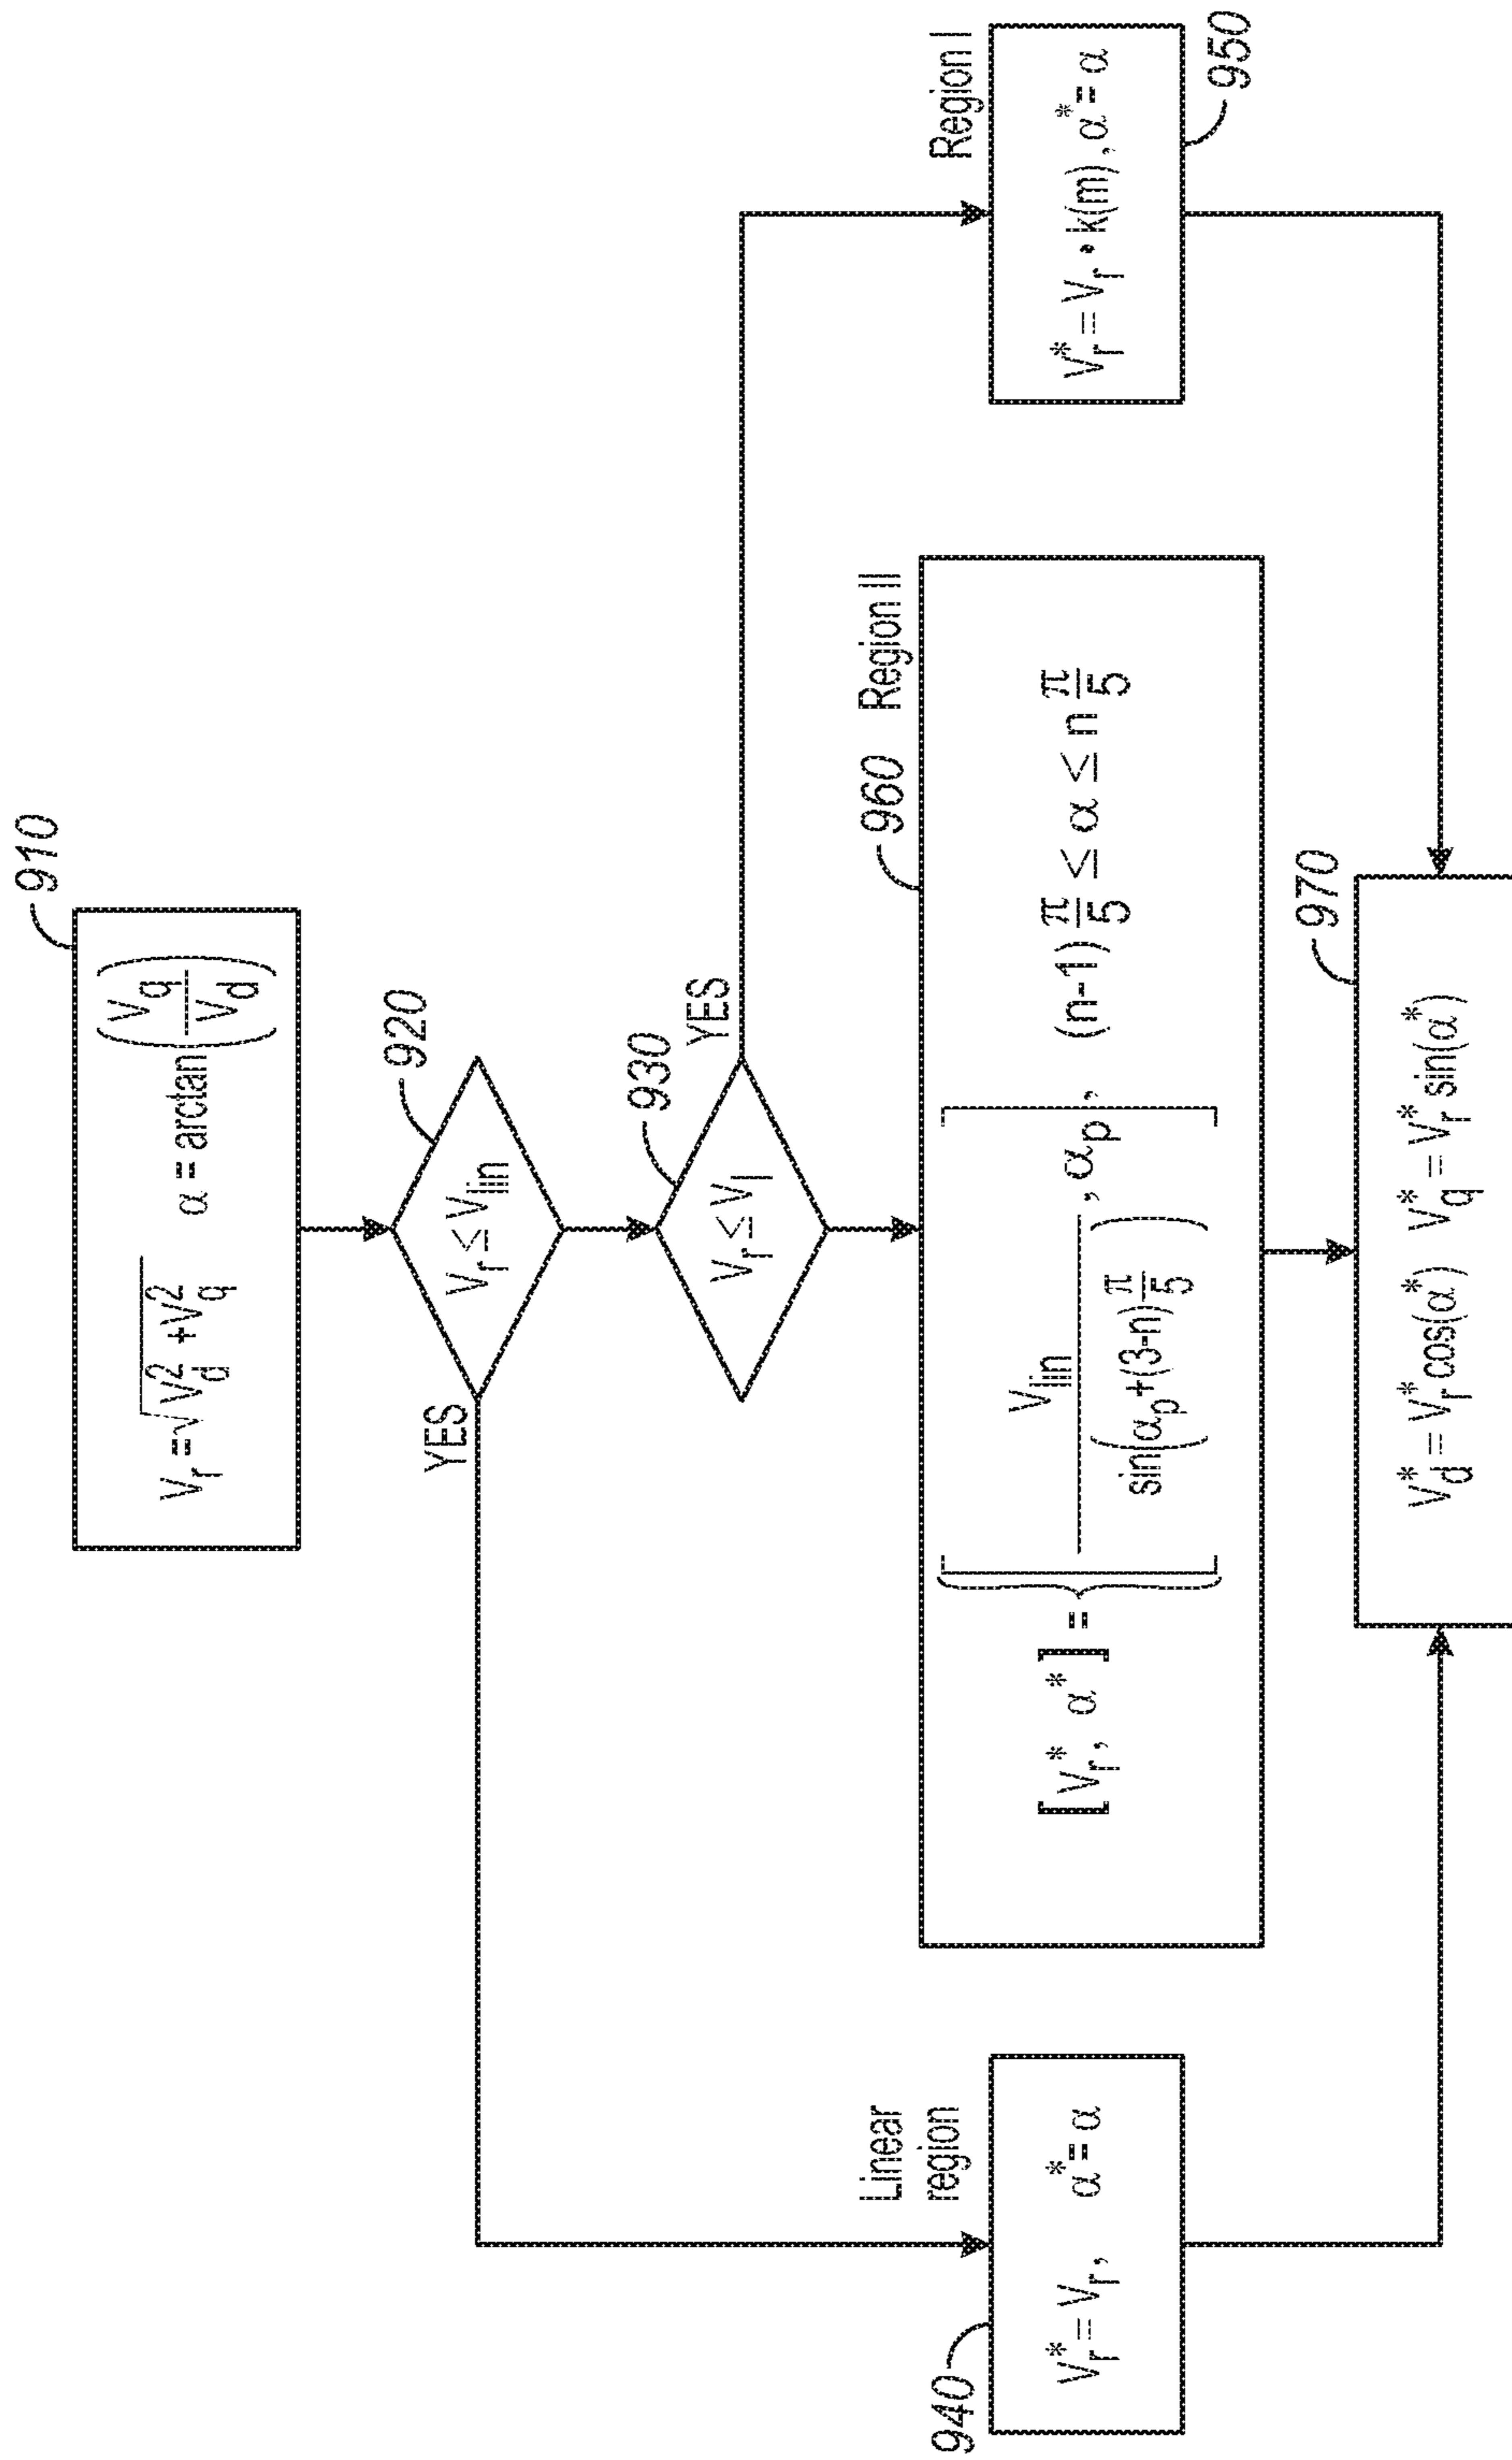 910
V_r = √(V_d^2 + V_q^2)   α = arctan(V_q / V_d)
920
V_r ≤ V_lin
YES
930
V_r ≤ V_I
YES
Linear region
940
V_r^* = V_r,   α^* = α
960
Region II
[V_r^*, α^*] = {[V_lin / sin(α_p + (3-n) π/5), α_p],   (n-1) π/5 ≤ α ≤ n π/5
Region I
V_r^* = V_r • k(m), α^* = α
950
970
V_d^* = V_r^* cos(α^*)   V_q^* = V_r^* sin(α^*)